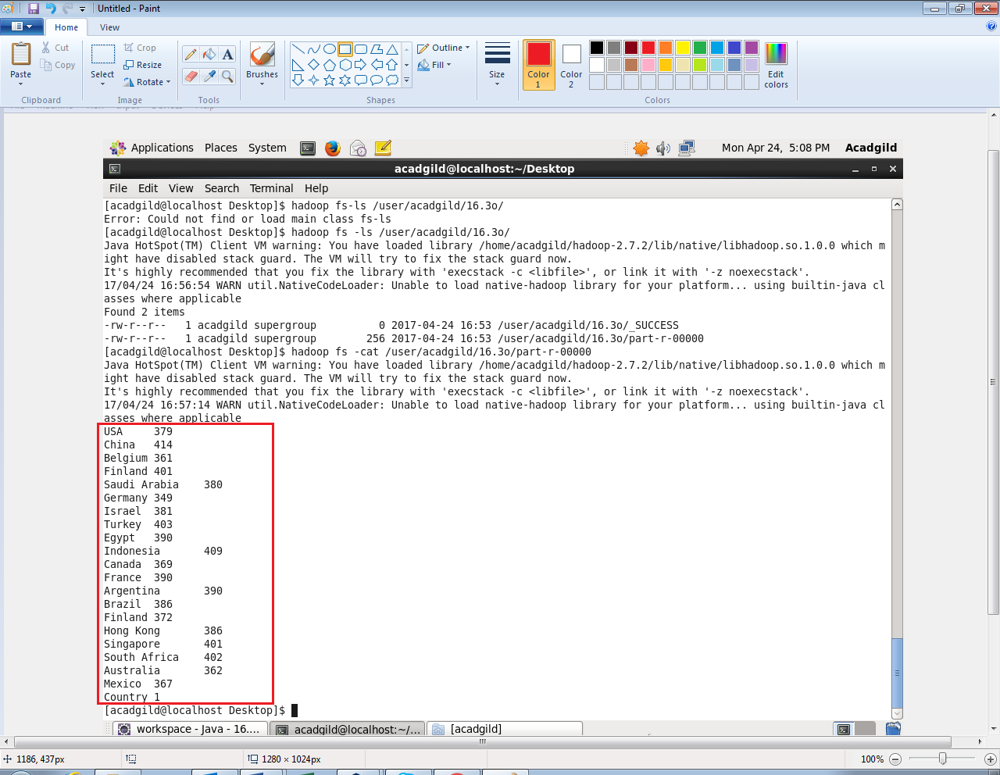 Untitled - Paint
Home
View
Paste
Cut
Copy
Clipboard
Select
Crop
Resize
Rotate
Image
Tools
Brushes
Shapes
Outline
Fill
Size
Color 1
Color 2
Colors
Edit colors
Applications Places System
Mon Apr 24, 5:08 PM Acadgild
acadgild@localhost:~/Desktop
File Edit View Search Terminal Help
[acadgild@localhost Desktop]$ hadoop fs-ls /user/acadgild/16.3o/
Error: Could not find or load main class fs-ls
[acadgild@localhost Desktop]$ hadoop fs -ls /user/acadgild/16.3o/
Java HotSpot(TM) Client VM warning: You have loaded library /home/acadgild/hadoop-2.7.2/lib/native/libhadoop.so.1.0.0 which m
ight have disabled stack guard. The VM will try to fix the stack guard now.
It's highly recommended that you fix the library with 'execstack -c <libfile>', or link it with '-z noexecstack'.
17/04/24 16:56:54 WARN util.NativeCodeLoader: Unable to load native-hadoop library for your platform... using builtin-java cl
asses where applicable
Found 2 items
-rw-r--r-- 1 acadgild supergroup 0 2017-04-24 16:53 /user/acadgild/16.3o/_SUCCESS
-rw-r--r-- 1 acadgild supergroup 256 2017-04-24 16:53 /user/acadgild/16.3o/part-r-00000
[acadgild@localhost Desktop]$ hadoop fs -cat /user/acadgild/16.3o/part-r-00000
Java HotSpot(TM) Client VM warning: You have loaded library /home/acadgild/hadoop-2.7.2/lib/native/libhadoop.so.1.0.0 which m
ight have disabled stack guard. The VM will try to fix the stack guard now.
It's highly recommended that you fix the library with 'execstack -c <libfile>', or link it with '-z noexecstack'.
17/04/24 16:57:14 WARN util.NativeCodeLoader: Unable to load native-hadoop library for your platform... using builtin-java cl
asses where applicable
USA 379
China 414
Belgium 361
Finland 401
Saudi Arabia 380
Germany 349
Israel 381
Turkey 403
Egypt 390
Indonesia 409
Canada 369
France 390
Argentina 390
Brazil 386
Finland 372
Hong Kong 386
Singapore 401
South Africa 402
Australia 362
Mexico 367
Country 1
[acadgild@localhost Desktop]$
workspace - Java - 16....
acadgild@localhost:~/...
[acadgild]
1186, 437px
1280 × 1024px
100%